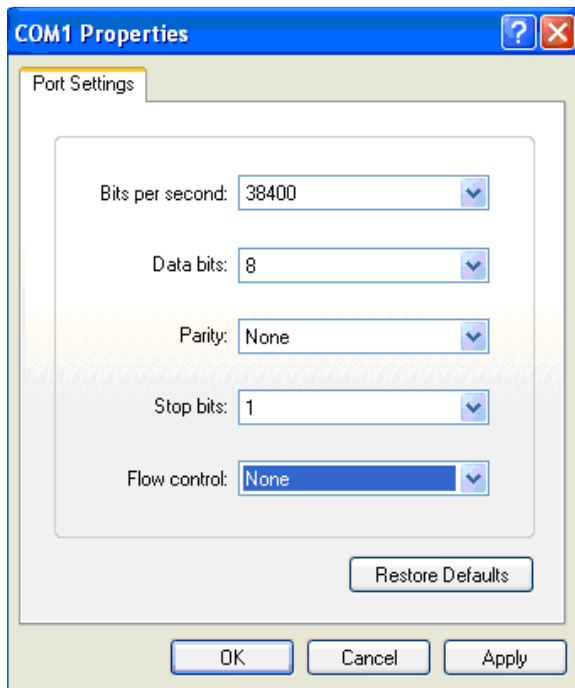 COM1 Properties
Port Settings
Bits per second: 38400
Data bits: 8
Parity: None
Stop bits: 1
Flow control: None
Restore Defaults
OK Cancel Apply